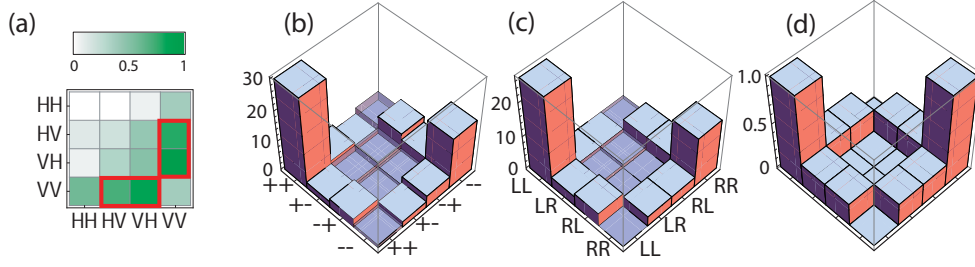 (a)
0 0.5 1
HH
HV
VH
VV
HH HV VH VV
(b)
30
20
10
0
++
+-
-+
--
++
-+
+-
--
(c)
20
10
0
LL
LR
RL
RR
LL
LR
RL
RR
(d)
1.0
0.5
0